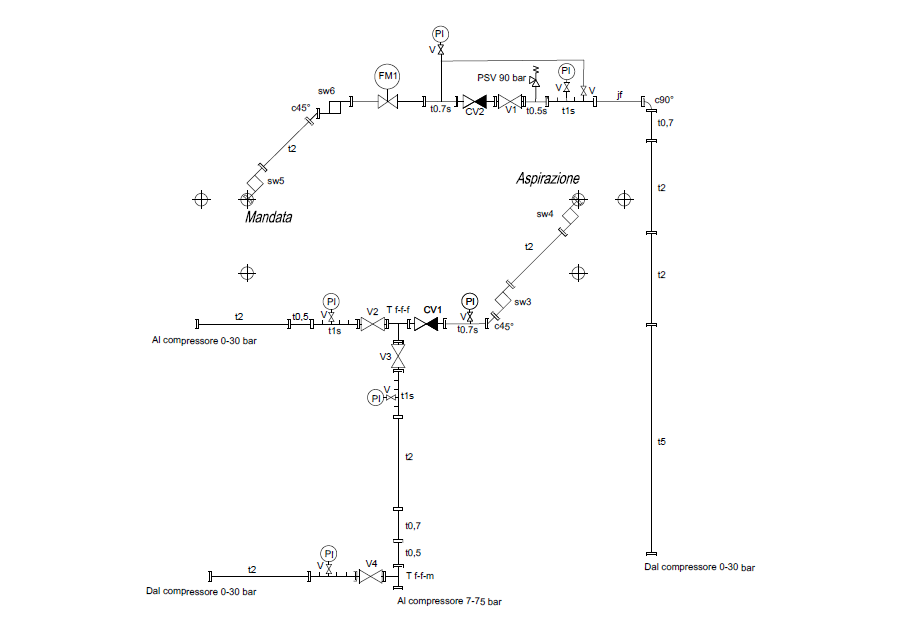 PI
V
FM1
PSV 90 bar
PI
V
V
sw6
c45°
t0.7s
CV2
V1
t0.5s
t1s
jf
c90°
t0,7
t2
sw5
Mandata
Aspirazione
sw4
t2
t2
t2
sw3
c45°
PI
V
t2
t0,5
t1s
V2
T f-f-f
CV1
PI
V
t0.7s
Al compressore 0-30 bar
V3
PI
V
t1s
t2
t5
t0,7
t0,5
PI
V
t2
V4
T f-f-m
Dal compressore 0-30 bar
Al compressore 7-75 bar
Dal compressore 0-30 bar